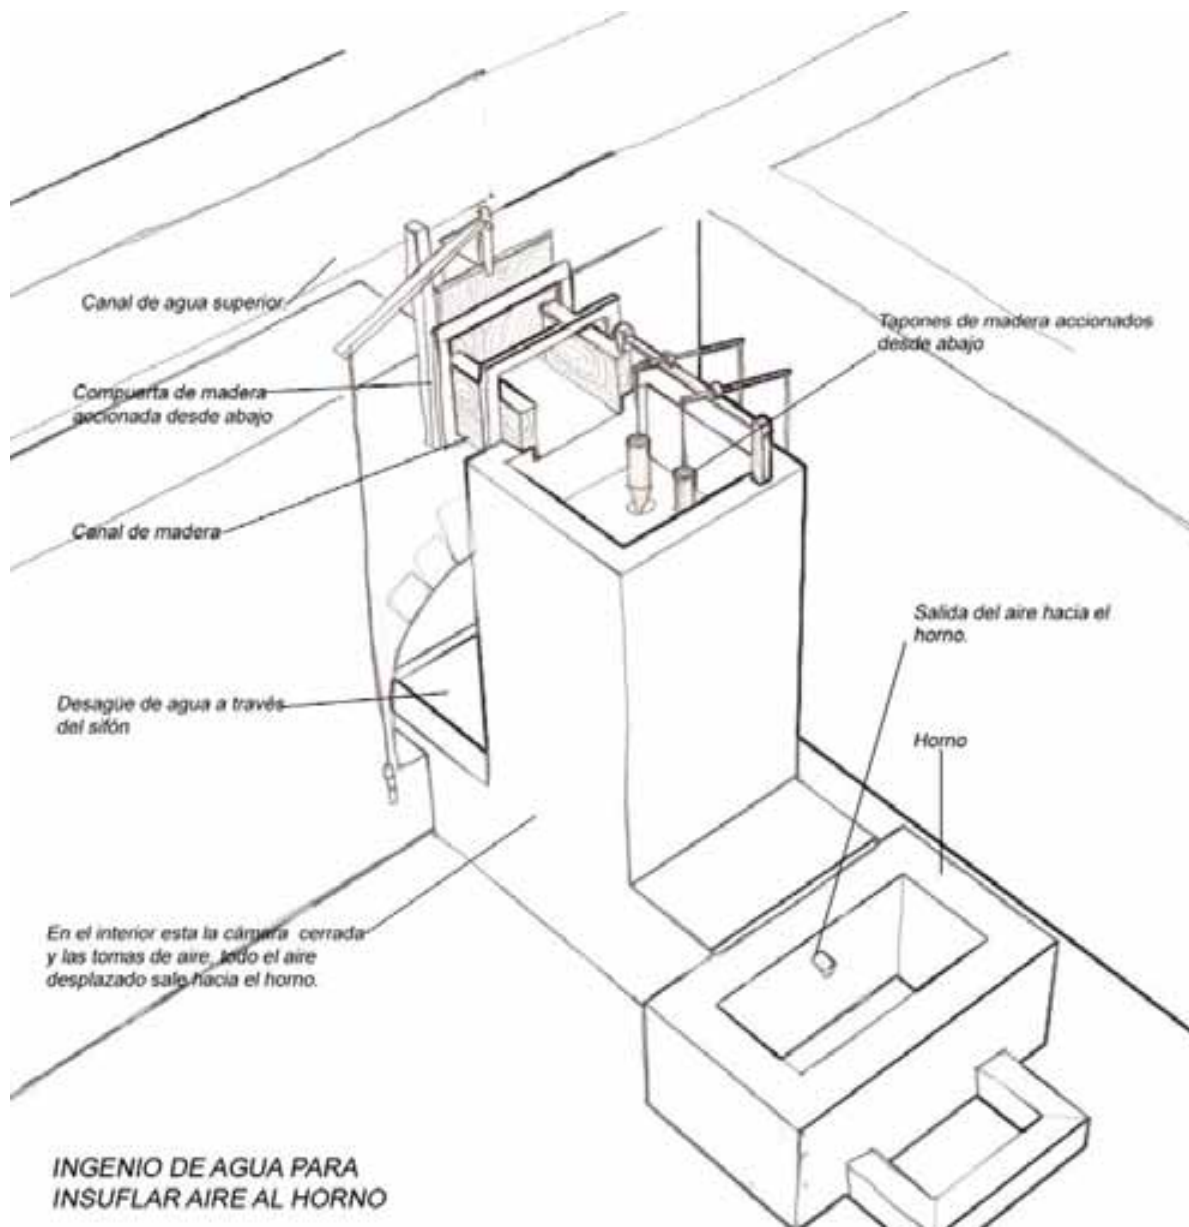 Canal de agua superior.
Tapones de madera accionados
desde abajo
Compuerta de madera
accionada desde abajo
Canal de madera
Salida del aire hacia el
horno.
Desagüe de agua a través
del sifón
Horno
En el interior esta la cámara cerrada
y las tomas de aire, todo el aire
desplazado sale hacia el horno.
INGENIO DE AGUA PARA
INSUFLAR AIRE AL HORNO